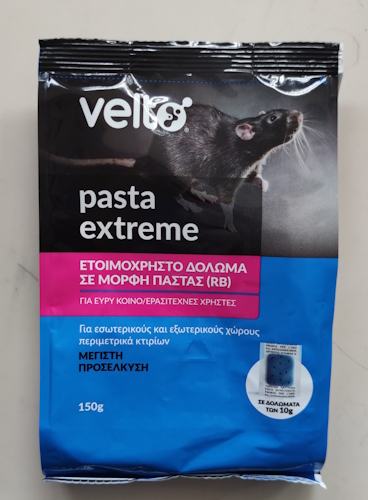 vello
pasta
extreme
ΕΤΟΙΜΟΧΡΗΣΤΟ ΔΟΛΩΜΑ
ΣΕ ΜΟΡΦΗ ΠΑΣΤΑΣ (RB)
ΓΙΑ ΕΥΡΥ ΚΟΙΝΟ/ΕΡΑΣΙΤΕΧΝΕΣ ΧΡΗΣΤΕΣ
Για εσωτερικούς και εξωτερικούς χώρους
περιμετρικά κτιρίων
ΜΕΓΙΣΤΗ
ΠΡΟΣΕΛΚΥΣΗ
150g
ΣΕ ΔΟΛΩΜΑΤΑ
ΤΩΝ 10g